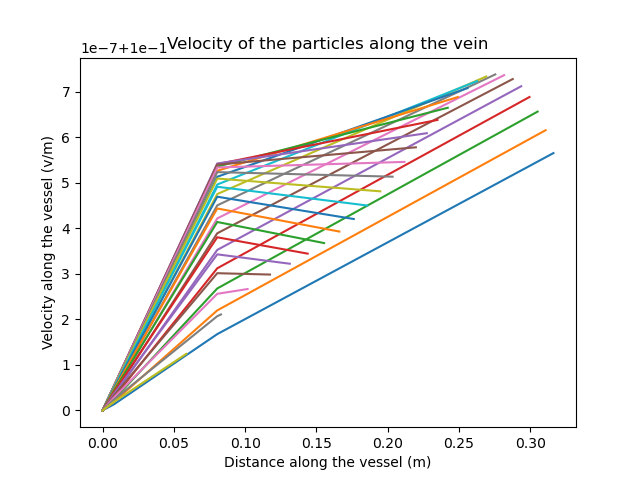 Velocity of the particles along the vein
1e-7+1e-1
7
6
5
4
3
2
1
0
Velocity along the vessel (v/m)
0.00 0.05 0.10 0.15 0.20 0.25 0.30
Distance along the vessel (m)